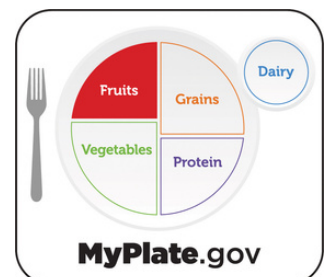 Fruits
Grains
Dairy
Vegetables
Protein
MyPlate.gov